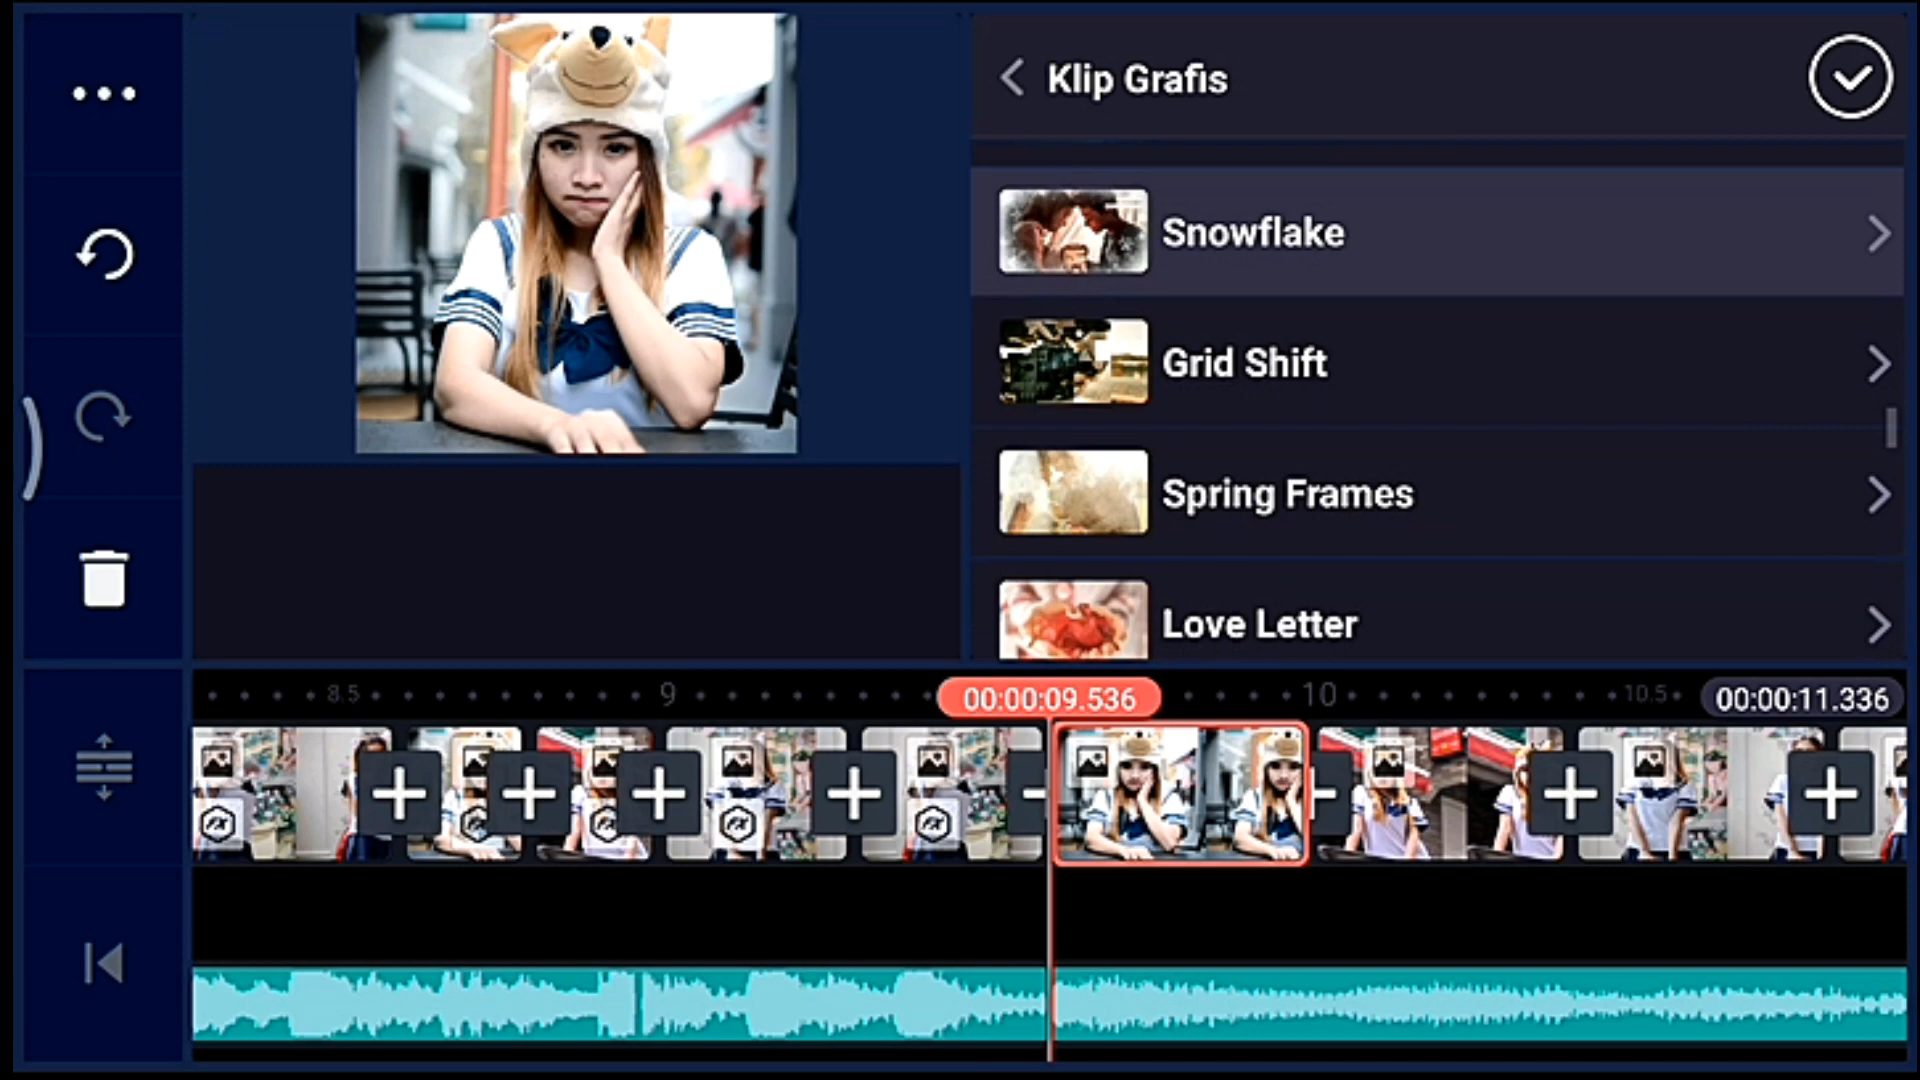 Klip Grafis
Snowflake
Grid Shift
Spring Frames
Love Letter
8.5
9
00:00:09.536
10
10.5
00:00:11.336